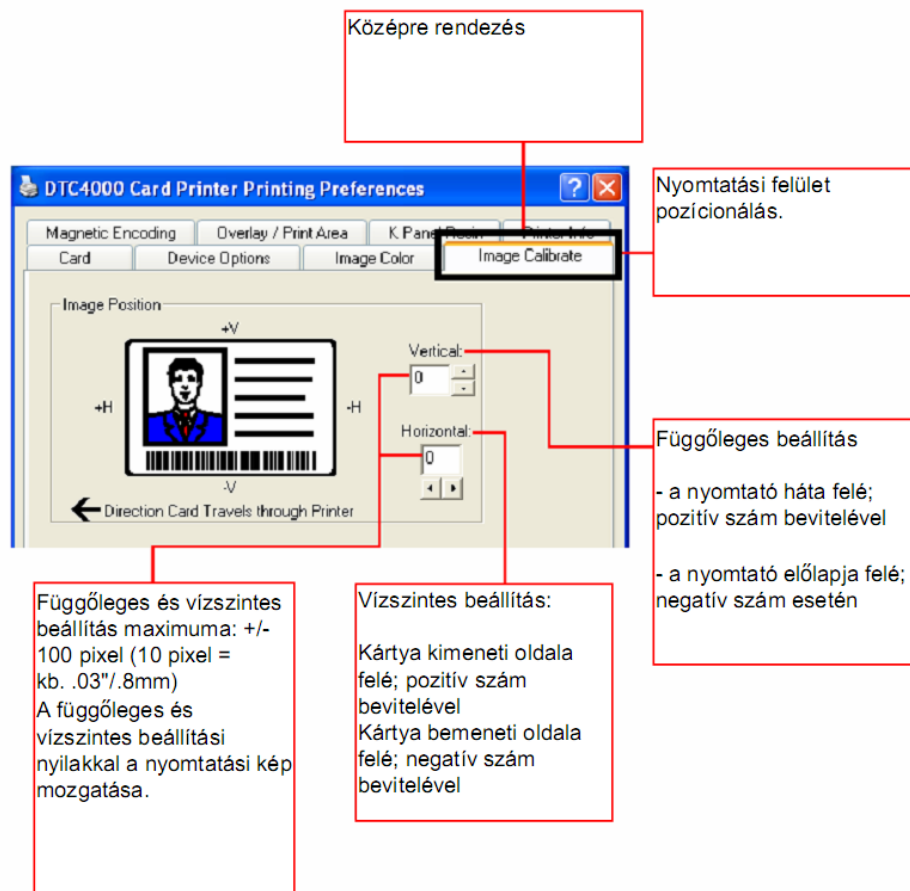 Középre rendezés
DTC4000 Card Printer Printing Preferences
Nyomtatási felület
pozícionálás.
Magnetic Encoding
Overlay / Print Area
K Panel Resin
Printer Info
Card
Device Options
Image Color
Image Calibrate
Image Position
+V
Vertical:
0
+H
-H
Horizontal:
0
-V
Direction Card Travels through Printer
Függőleges beállítás
- a nyomtató háta felé;
pozitív szám bevitelével
- a nyomtató előlapja felé;
negatív szám esetén
Függőleges és vízszintes
beállítás maximuma: +/-
100 pixel (10 pixel =
kb. .03"/.8mm)
A függőleges és
vízszintes beállítási
nyilakkal a nyomtatási kép
mozgatása.
Vízszintes beállítás:
Kártya kimeneti oldala
felé; pozitív szám
bevitelével
Kártya bemeneti oldala
felé; negatív szám
bevitelével